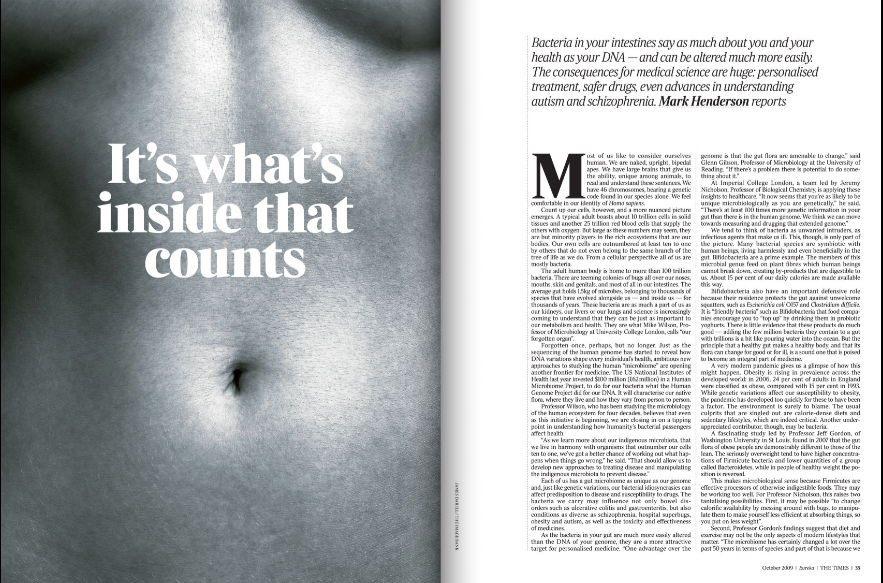 It's what's
inside that
counts
Bacteria in your intestines say as much about you and your
health as your DNA — and can be altered much more easily.
The consequences for medical science are huge: personalised
treatment, safer drugs, even advances in understanding
autism and schizophrenia. Mark Henderson reports
Most of us like to consider ourselves
human. We are naked, upright, bipedal
apes. We have large brains that give us
the ability, unique among animals, to
read and understand these sentences. We
have 46 chromosomes, bearing a genetic
code found in our species alone. We feel
comfortable in our identity of Homo sapiens.
Count up our cells, however, and a more nuanced picture
emerges. A typical adult boasts about 10 trillion cells in solid
tissues and another 25 trillion red blood cells that supply the
others with oxygen. But large as these numbers may seem, they
are but minority players in the rich ecosystems that are our
bodies. Our own cells are outnumbered at least ten to one
by others that do not even belong to the same branch of the
tree of life as we do. From a cellular perspective all of us are
mostly bacteria.
The adult human body is home to more than 100 trillion
bacteria. There are teeming colonies of bugs all over our noses,
mouths, skin and genitals, and most of all in our intestines. The
average gut holds 1.5kg of microbes, belonging to thousands of
species that have evolved alongside us — and inside us — for
thousands of years. These bacteria are as much a part of us as
our kidneys, our livers or our lungs and science is increasingly
coming to understand that they can be just as important to
our metabolism and health. They are what Mike Wilson, Pro-
fessor of Microbiology at University College London, calls "our
forgotten organ".
Forgotten once, perhaps, but no longer. Just as the
sequencing of the human genome has started to reveal how
DNA variations shape every individual's health, ambitious new
approaches to studying the human "microbiome" are opening
another frontier for medicine. The US National Institutes of
Health last year invested $100 million (£62 million) in a Human
Microbiome Project, to do for our bacteria what the Human
Genome Project did for our DNA. It will characterise our native
flora, where they live and how they vary from person to person.
Professor Wilson, who has been studying the microbiology
of the human ecosystem for four decades, believes that even
as this initiative is beginning, we are closing in on a tipping
point in understanding how humanity's bacterial passengers
affect health.
"As we learn more about our indigenous microbiota, that
we live in harmony with organisms that outnumber our cells
ten to one, we've got a better chance of working out what hap-
pens when things go wrong," he said. "That should allow us to
develop new approaches to treating disease and manipulating
the indigenous microbiota to prevent disease."
Each of us has a gut microbiome as unique as our genome
and, just like genetic variations, our bacterial idiosyncrasies can
affect predisposition to disease and susceptibility to drugs. The
bacteria we carry may influence not only bowel dis-
orders such as ulcerative colitis and gastroenteritis, but also
conditions as diverse as schizophrenia, hospital superbugs,
obesity and autism, as well as the toxicity and effectiveness
of medicines.
As the bacteria in your gut are much more easily altered
than the DNA of your genome, they are a more attractive
target for personalised medicine. "One advantage over the
genome is that the gut flora are amenable to change," said
Glenn Gibson, Professor of Microbiology at the University of
Reading. "If there's a problem there is potential to do some-
thing about it."
At Imperial College London, a team led by Jeremy
Nicholson, Professor of Biological Chemistry, is applying these
insights to healthcare. "It now seems that you're as likely to be
unique microbiologically as you are genetically," he said.
"There's at least 100 times more genetic information in your
gut than there is in the human genome. We think we can move
towards measuring and drugging that extended genome."
We tend to think of bacteria as unwanted intruders, as
infectious agents that make us ill. This, though, is only part of
the picture. Many bacterial species are symbiotic with
human beings, living harmlessly and even beneficially in the
gut. Bifidobacteria are a prime example. The members of this
microbial genus feed on plant fibres which human beings
cannot break down, creating by-products that are digestible to
us. About 15 per cent of our daily calories are made available
this way.
Bifidobacteria also have an important defensive role
because their residence protects the gut against unwelcome
squatters, such as Escherichia coli O157 and Clostridium difficile.
It is "friendly bacteria" such as Bifidobacteria that food compa-
nies encourage you to "top up" by drinking them in probiotic
yoghurts. There is little evidence that these products do much
good — adding the few million bacteria they contain to a gut
with trillions is a bit like pouring water into the ocean. But the
principle that a healthy gut makes a healthy body, and that its
flora can change for good or for ill, is a sound one that is poised
to become an integral part of medicine.
A very modern pandemic gives us a glimpse of how this
might happen. Obesity is rising in prevalence across the
developed world: in 2006, 24 per cent of adults in England
were classified as obese, compared with 15 per cent in 1993.
While genetic variations affect our susceptibility to obesity,
the pandemic has developed too quickly for these to have been
a factor. The environment is surely to blame. The usual
culprits that are singled out are calorie-dense diets and
sedentary lifestyles, which are indeed critical. Another under-
appreciated contributor, though, may be bacteria.
A fascinating study led by Professor Jeff Gordon, of
Washington University in St Louis, found in 2007 that the gut
flora of obese people are demonstrably different to those of the
lean. The seriously overweight tend to have higher concentra-
tions of Firmicute bacteria and lower quantities of a group
called Bacteroidetes, while in people of healthy weight the po-
sition is reversed.
This makes microbiological sense because Firmicutes are
effective processors of otherwise indigestible foods. They may
be working too well. For Professor Nicholson, this raises two
tantalising possibilities. First, it may be possible "to change
calorific availability by messing around with bugs, to manipu-
late them to make yourself less efficient at absorbing things, so
you put on less weight".
Second, Professor Gordon's findings suggest that diet and
exercise may not be the only aspects of modern lifestyles that
matter. "The microbiome has certainly changed a lot over the
past 50 years in terms of species and part of that is because we
October 2009 | Eureka | THE TIMES | 35